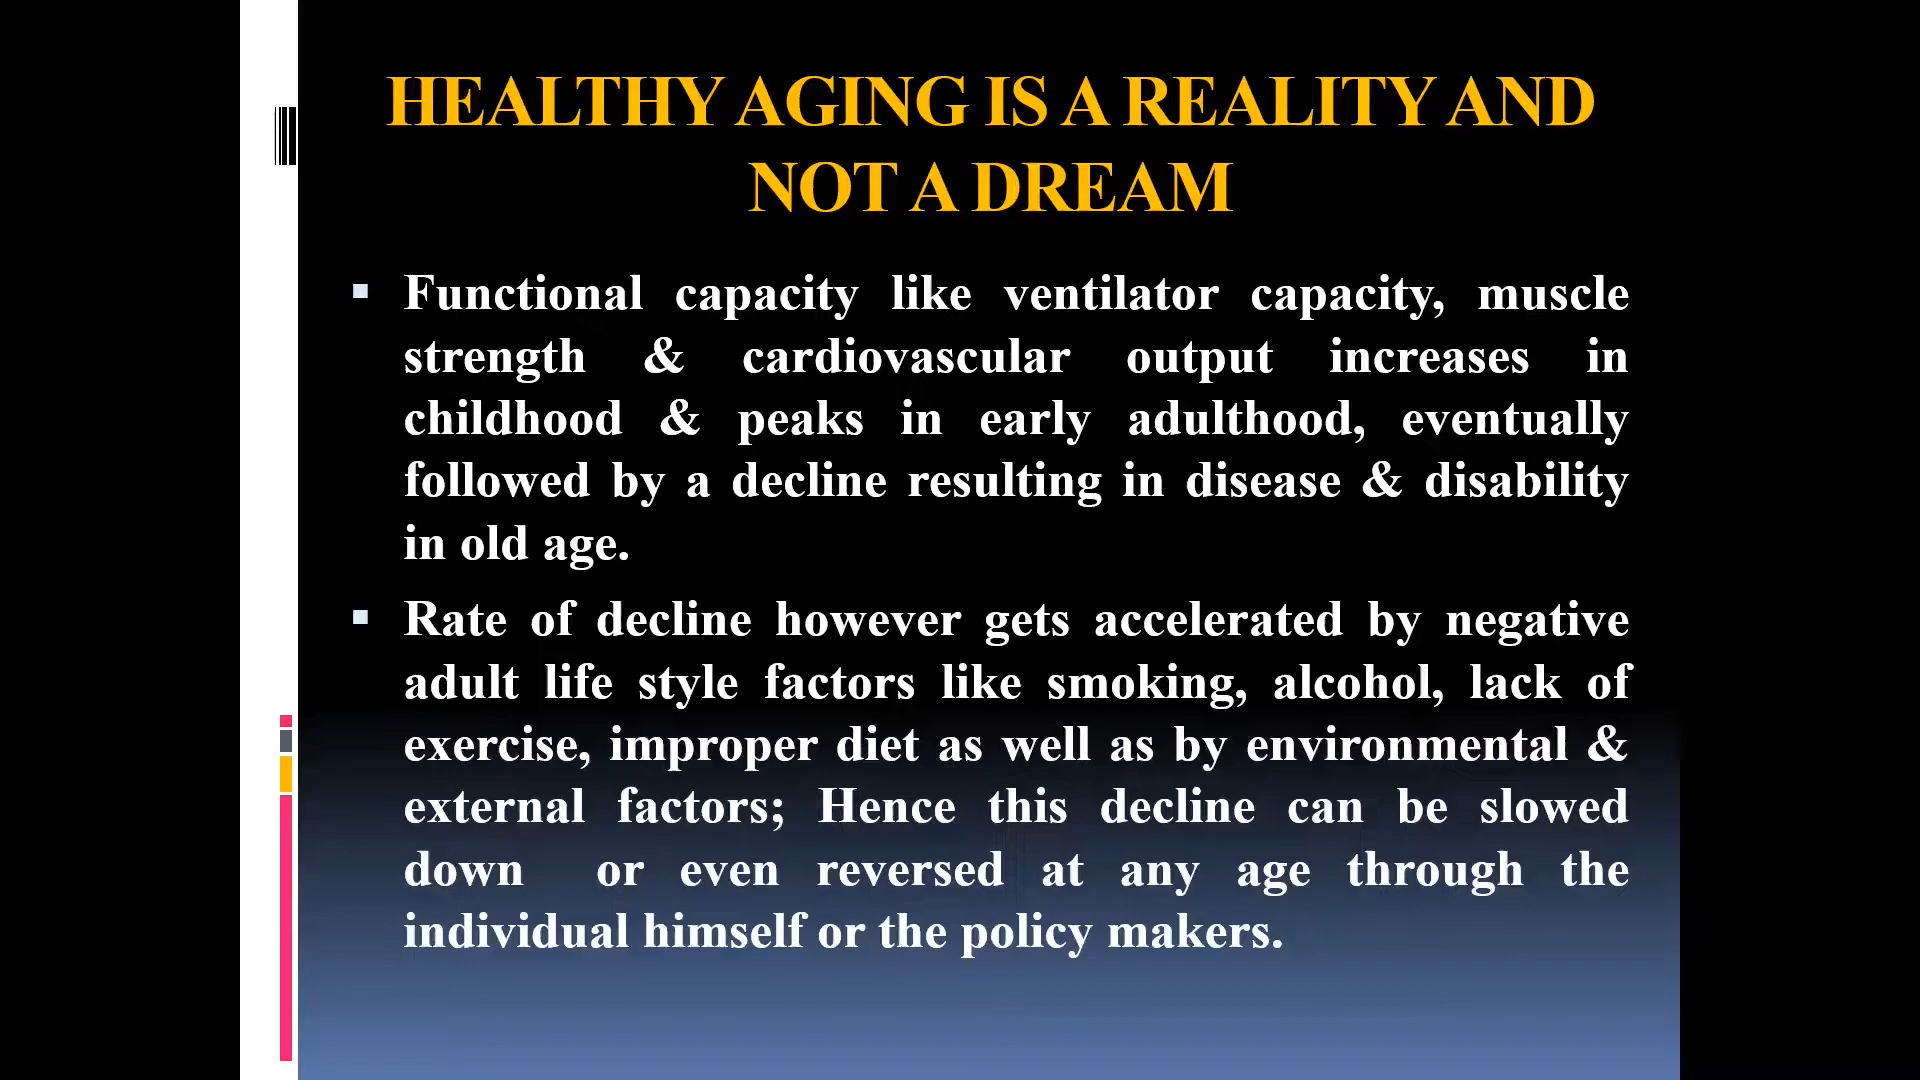 HEALTHY AGING IS A REALITY AND
NOT A DREAM
▪ Functional capacity like ventilator capacity, muscle
strength & cardiovascular output increases in
childhood & peaks in early adulthood, eventually
followed by a decline resulting in disease & disability
in old age.
▪ Rate of decline however gets accelerated by negative
adult life style factors like smoking, alcohol, lack of
exercise, improper diet as well as by environmental &
external factors; Hence this decline can be slowed
down or even reversed at any age through the
individual himself or the policy makers.